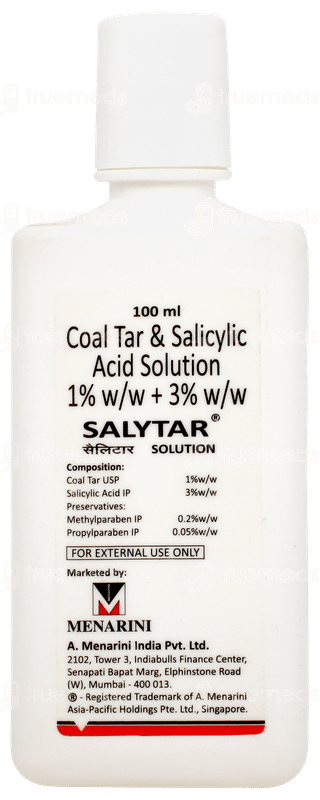 100 ml
Coal Tar & Salicylic
Acid Solution
1% w/w + 3% w/w
SALYTAR®
सेलिटार SOLUTION
Composition:
Coal Tar USP 1%w/w
Salicylic Acid IP 3%w/w
Preservatives:
Methylparaben IP 0.2%w/w
Propylparaben IP 0.05%w/w
FOR EXTERNAL USE ONLY
Marketed by:
MENARINI
A. Menarini India Pvt. Ltd.
2102, Tower 3, Indiabulls Finance Center,
Senapati Bapat Marg, Elphinstone Road
(W), Mumbai - 400 013.
® - Registered Trademark of A. Menarini
Asia-Pacific Holdings Pte. Ltd., Singapore.